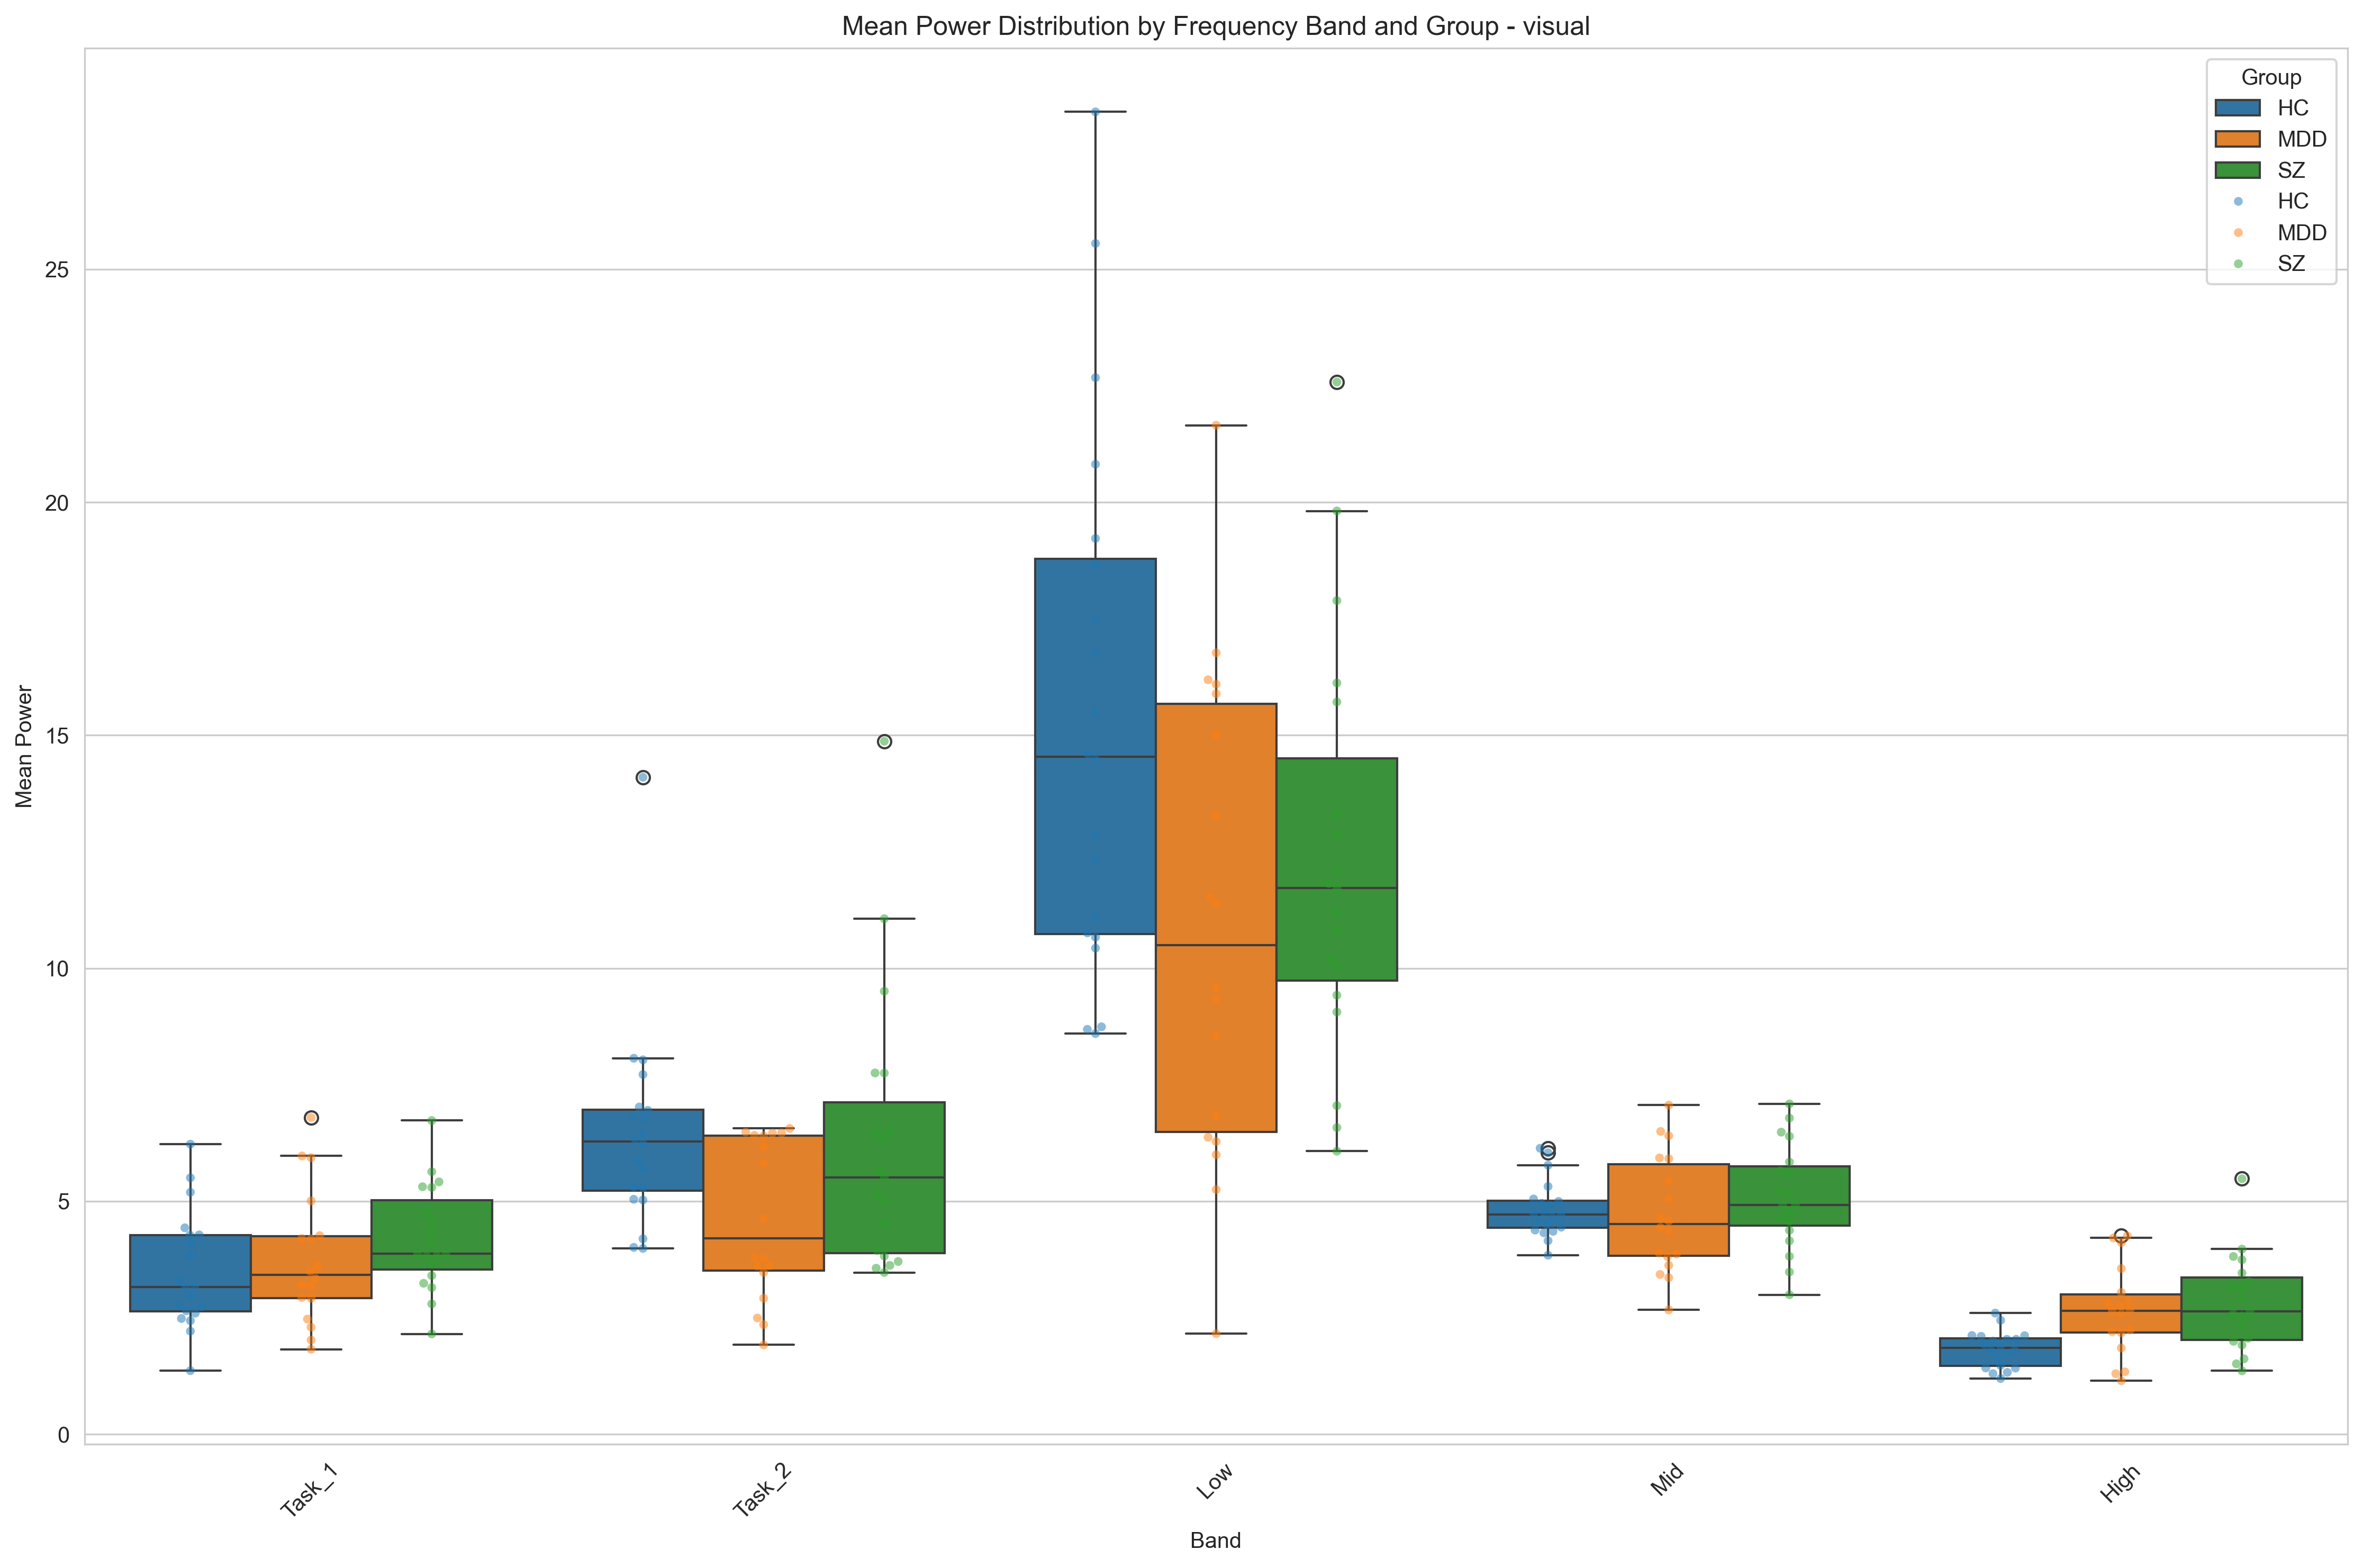 Mean Power Distribution by Frequency Band and Group - visual
Group
HC
MDD
SZ
HC
MDD
SZ
25
20
15
10
5
0
Mean Power
Task_1
Task_2
Low
Mid
High
Band